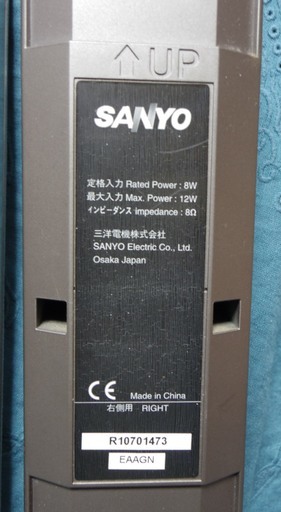 ↑UP
SANYO
定格入力 Rated Power : 8W
最大入力 Max. Power : 12W
インピーダンス impedance : 8Ω
三洋電機株式会社
SANYO Electric Co., Ltd.
Osaka Japan
CE Made in China
右側用 RIGHT
R10701473
EAAGN